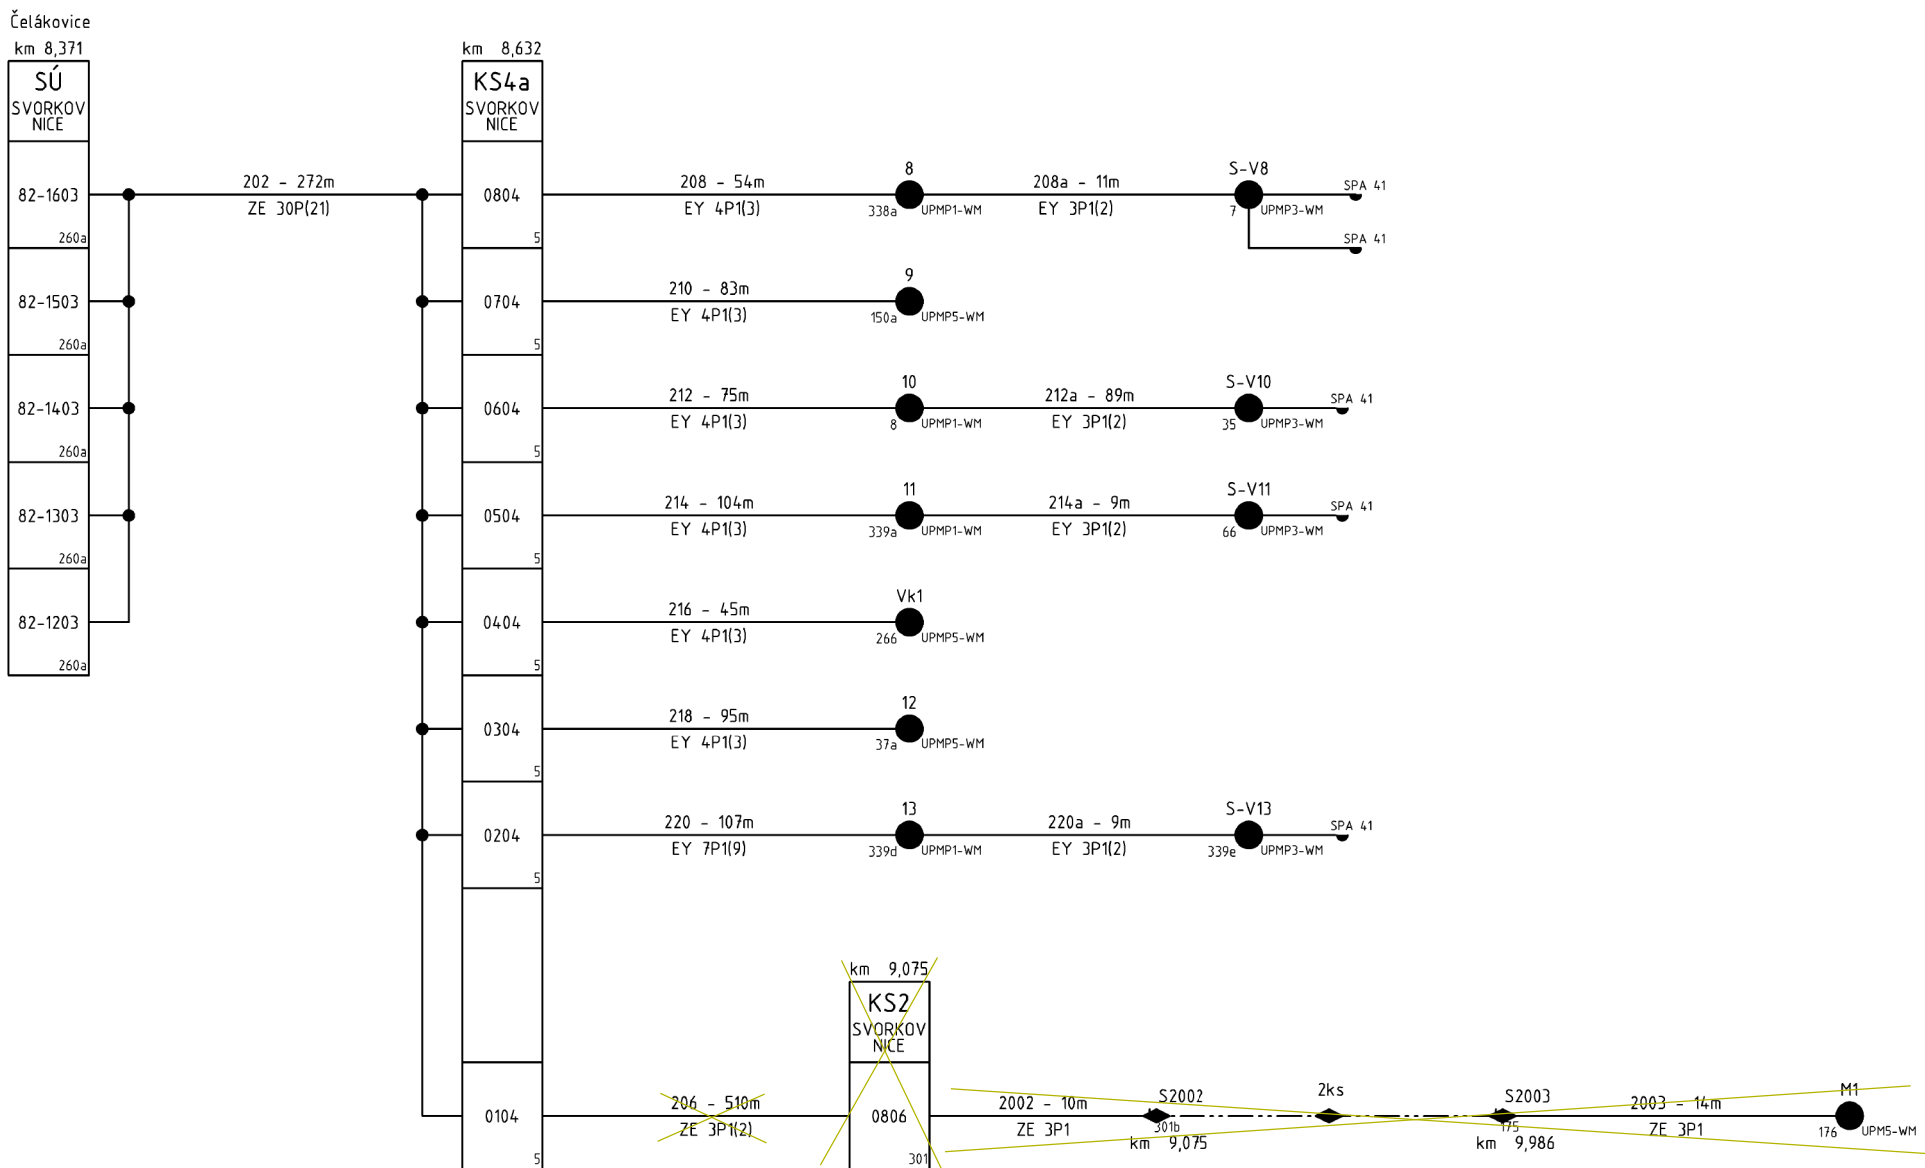 Čelákovice
km 8,371
SÚ
SVORKOV
NICE
km 8,632
KS4a
SVORKOV
NICE
82-1603
260a
202 - 272m
ZE 30P(21)
0804
5
208 - 54m
EY 4P1(3)
8
338a
UPMP1-WM
208a - 11m
EY 3P1(2)
S-V8
7
UPMP3-WM
SPA 41
SPA 41
82-1503
260a
0704
5
210 - 83m
EY 4P1(3)
9
150a
UPMP5-WM
82-1403
260a
0604
5
212 - 75m
EY 4P1(3)
10
8
UPMP1-WM
212a - 89m
EY 3P1(2)
S-V10
35
UPMP3-WM
SPA 41
82-1303
260a
0504
5
214 - 104m
EY 4P1(3)
11
339a
UPMP1-WM
214a - 9m
EY 3P1(2)
S-V11
66
UPMP3-WM
SPA 41
82-1203
260a
0404
5
216 - 45m
EY 4P1(3)
Vk1
266
UPMP5-WM
0304
5
218 - 95m
EY 4P1(3)
12
37a
UPMP5-WM
0204
5
220 - 107m
EY 7P1(9)
13
339d
UPMP1-WM
220a - 9m
EY 3P1(2)
S-V13
339e
UPMP3-WM
SPA 41
km 9,075
KS2
SVORKOV
NICE
0104
5
206 - 510m
ZE 3P1(2)
0806
301
2002 - 10m
ZE 3P1
S2002
301b
km 9,075
2ks
S2003
175
km 9,986
2003 - 14m
ZE 3P1
M1
176
UPM5-WM